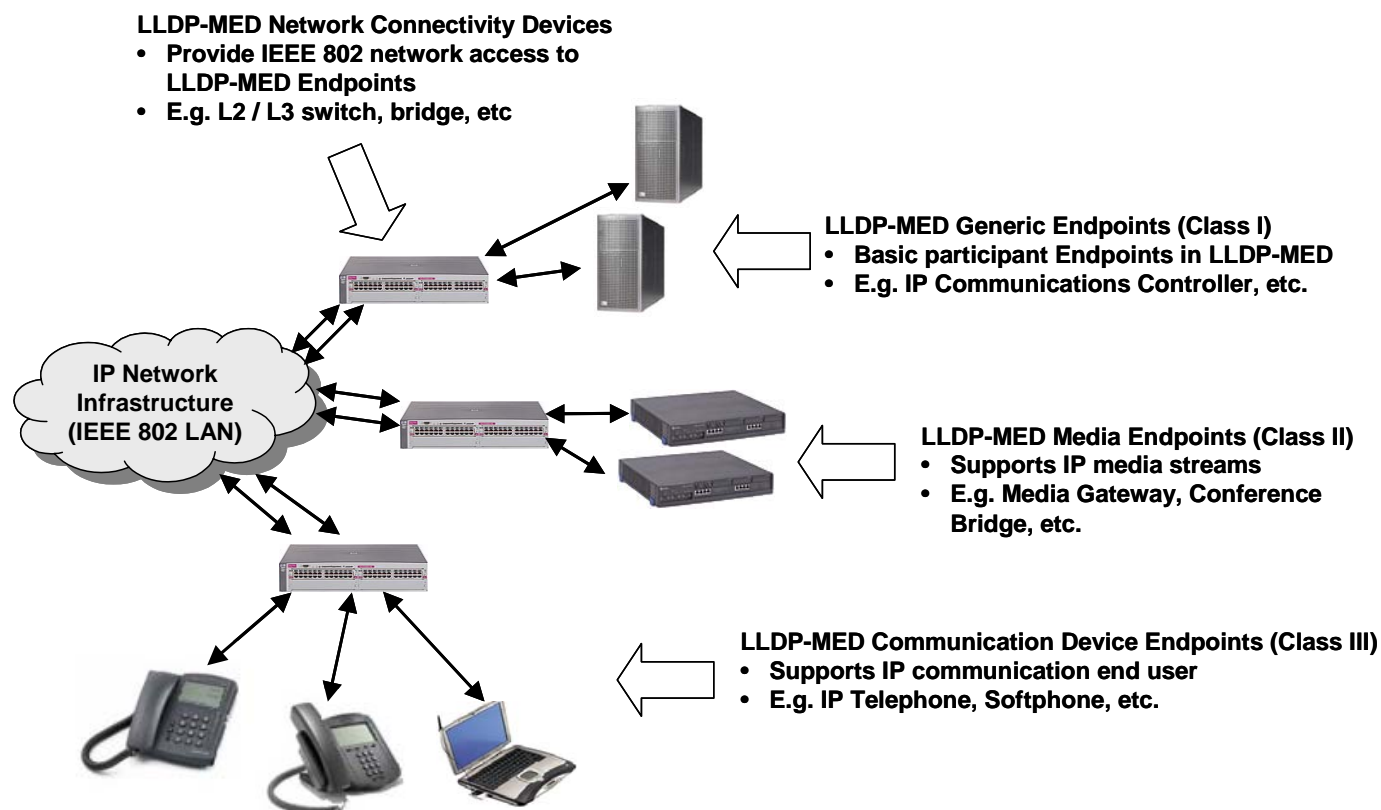 LLDP-MED Network Connectivity Devices
• Provide IEEE 802 network access to
LLDP-MED Endpoints
• E.g. L2 / L3 switch, bridge, etc
LLDP-MED Generic Endpoints (Class I)
• Basic participant Endpoints in LLDP-MED
• E.g. IP Communications Controller, etc.
IP Network
Infrastructure
(IEEE 802 LAN)
LLDP-MED Media Endpoints (Class II)
• Supports IP media streams
• E.g. Media Gateway, Conference
Bridge, etc.
LLDP-MED Communication Device Endpoints (Class III)
• Supports IP communication end user
• E.g. IP Telephone, Softphone, etc.